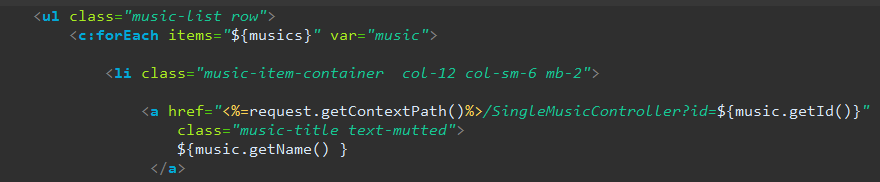 <ul class="music-list row">
<c:forEach items="${musics}" var="music">
<li class="music-item-container  col-12 col-sm-6 mb-2">
<a href="<%=request.getContextPath()%>/SingleMusicController?id=${music.getId()}"
class="music-title text-mutted">
${music.getName() }
</a>